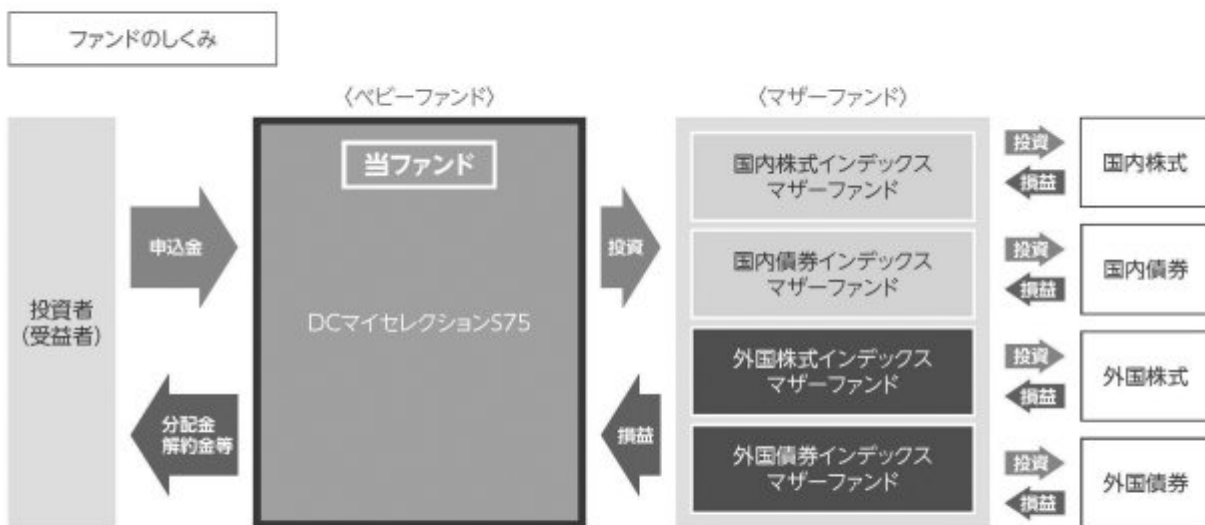 ファンドのしくみ
〈ベビーファンド〉
〈マザーファンド〉
投資者
(受益者)
申込金
分配金
解約金等
当ファンド
DCマイセレクションS75
投資
損益
国内株式インデックス
マザーファンド
国内債券インデックス
マザーファンド
外国株式インデックス
マザーファンド
外国債券インデックス
マザーファンド
投資
損益
国内株式
投資
損益
国内債券
投資
損益
外国株式
投資
損益
外国債券